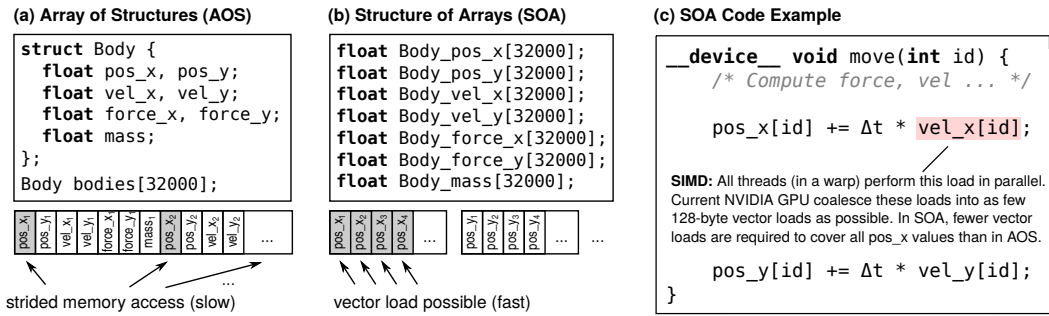 (a) Array of Structures (AOS)
struct Body {
float pos_x, pos_y;
float vel_x, vel_y;
float force_x, force_y;
float mass;
};
Body bodies[32000];
pos_x₁ pos_y₁ vel_x₁ vel_y₁ force_x₁ force_y₁ mass₁ pos_x₂ pos_y₂ vel_x₂ vel_y₂ ...
...
strided memory access (slow)
(b) Structure of Arrays (SOA)
float Body_pos_x[32000];
float Body_pos_y[32000];
float Body_vel_x[32000];
float Body_vel_y[32000];
float Body_force_x[32000];
float Body_force_y[32000];
float Body_mass[32000];
pos_x₁ pos_x₂ pos_x₃ pos_x₄ ... pos_y₁ pos_y₂ pos_y₃ pos_y₄ ...
vector load possible (fast)
(c) SOA Code Example
__device__ void move(int id) {
/* Compute force, vel ... */
pos_x[id] += Δt * vel_x[id];
SIMD: All threads (in a warp) perform this load in parallel.
Current NVIDIA GPU coalesce these loads into as few
128-byte vector loads as possible. In SOA, fewer vector
loads are required to cover all pos_x values than in AOS.
pos_y[id] += Δt * vel_y[id];
}